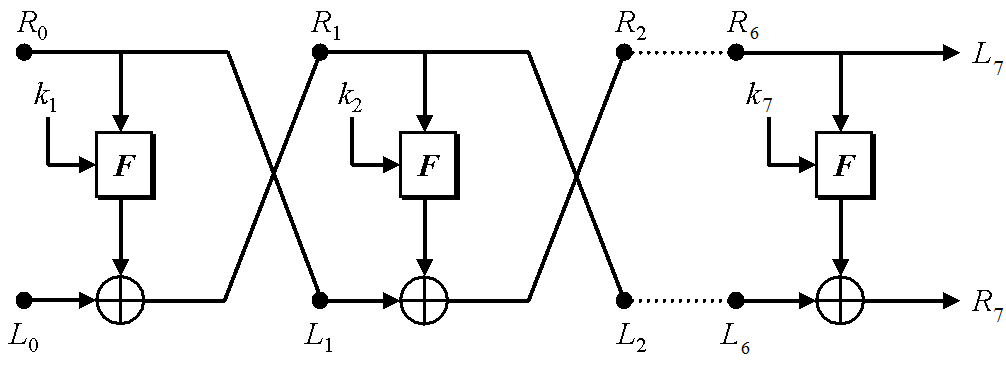 R₀ R₁ R₂ R₆
L₇
k₁ k₂ k₇
F F F
R₇
L₀ L₁ L₂ L₆